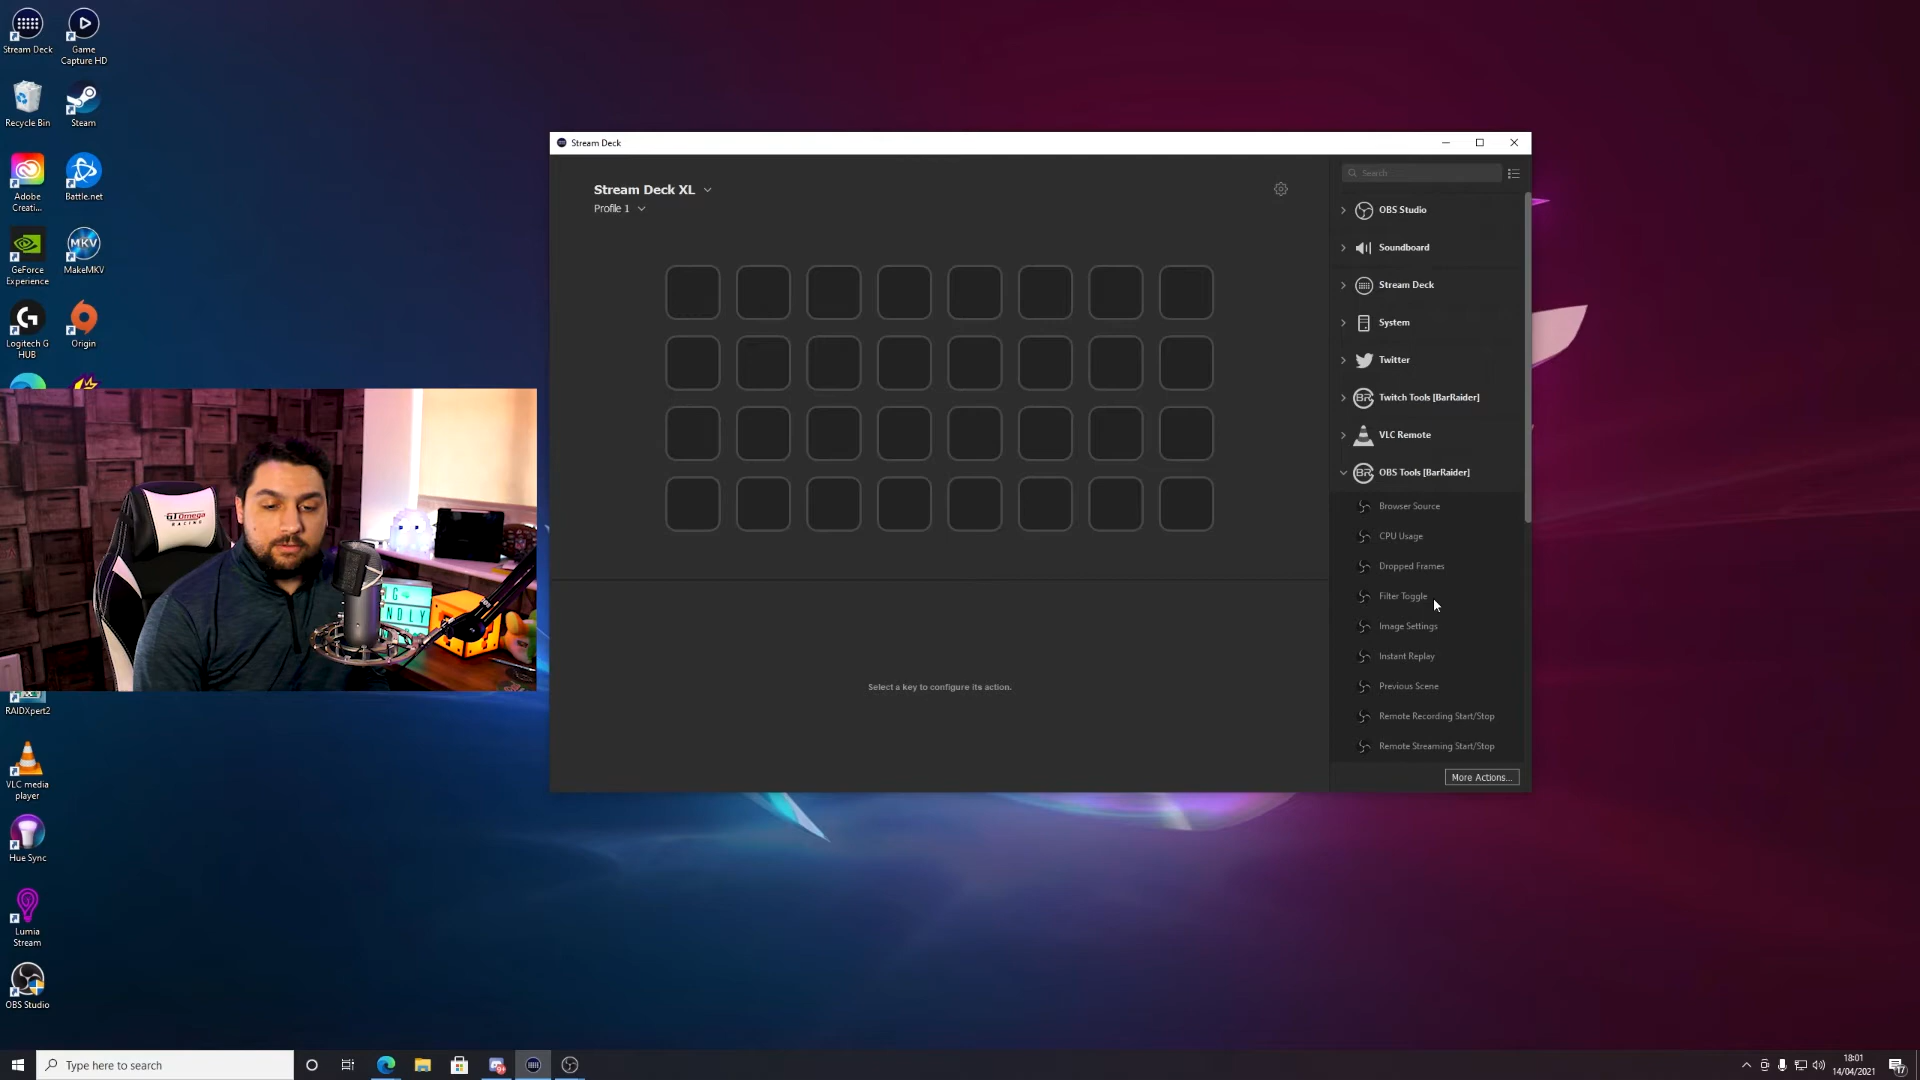 Stream Deck
Game
Capture HD
Recycle Bin
Steam
Adobe
Creati...
Battle.net
GeForce
Experience
MakeMKV
Logitech G
HUB
Origin
RAIDXpert2
VLC media
player
Hue Sync
Lumia
Stream
OBS Studio
GTOmega
RACING
NDLY
Stream Deck
Stream Deck XL
Profile 1
Select a key to configure its action.
Search
OBS Studio
Soundboard
Stream Deck
System
Twitter
Twitch Tools [BarRaider]
VLC Remote
OBS Tools [BarRaider]
Browser Source
CPU Usage
Dropped Frames
Filter Toggle
Image Settings
Instant Replay
Previous Scene
Remote Recording Start/Stop
Remote Streaming Start/Stop
More Actions...
Type here to search
18:01
14/04/2021
17